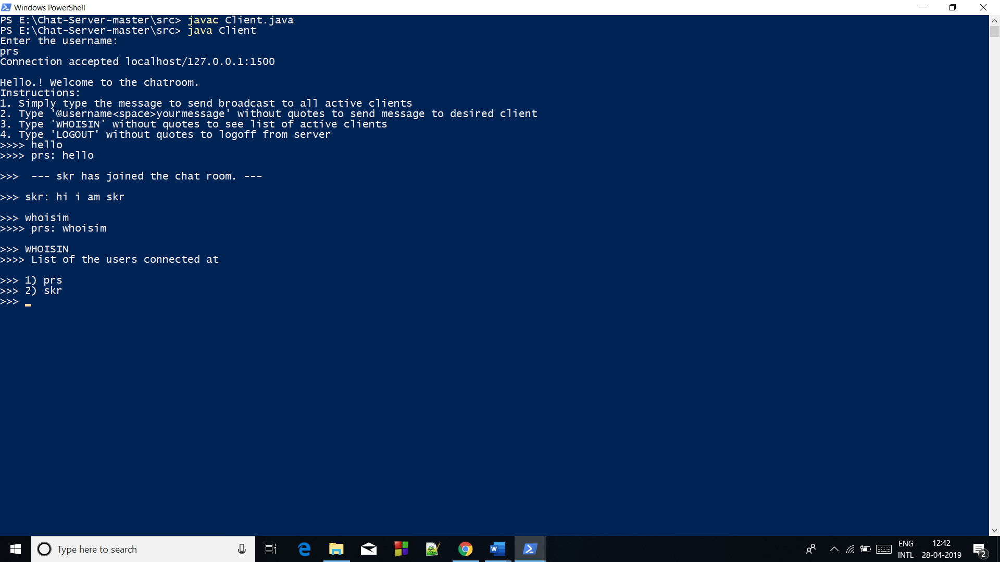 Windows PowerShell
PS E:\Chat-Server-master\src> javac Client.java
PS E:\Chat-Server-master\src> java Client
Enter the username:
prs
Connection accepted localhost/127.0.0.1:1500
Hello.! Welcome to the chatroom.
Instructions:
1. Simply type the message to send broadcast to all active clients
2. Type '@username<space>yourmessage' without quotes to send message to desired client
3. Type 'WHOISIN' without quotes to see list of active clients
4. Type 'LOGOUT' without quotes to logoff from server
>>>> hello
>>>> prs: hello
>>>  --- skr has joined the chat room. ---
>>> skr: hi i am skr
>>> whoisim
>>>> prs: whoisim
>>> WHOISIN
>>>> List of the users connected at
>>> 1) prs
>>> 2) skr
>>>
Type here to search
ENG
INTL
12:42
28-04-2019
2